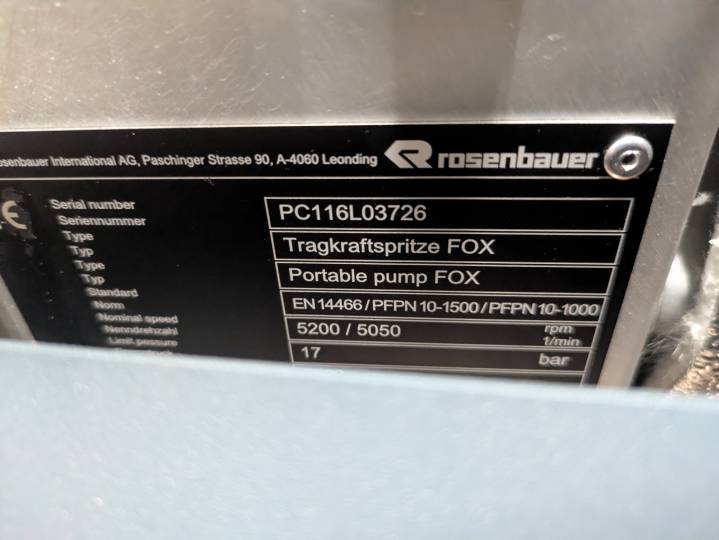 osenbauer International AG, Paschinger Strasse 90, A-4060 Leonding rosenbauer
CE
Serial number PC116L03726
Seriennummer
Type Tragkraftspritze FOX
Typ
Type Portable pump FOX
Typ
Standard EN 14466 / PFPN 10-1500 / PFPN 10-1000
Norm
Nominal speed 5200 / 5050 rpm
Nenndrehzahl 1/min
Limit. pessure 17 bar